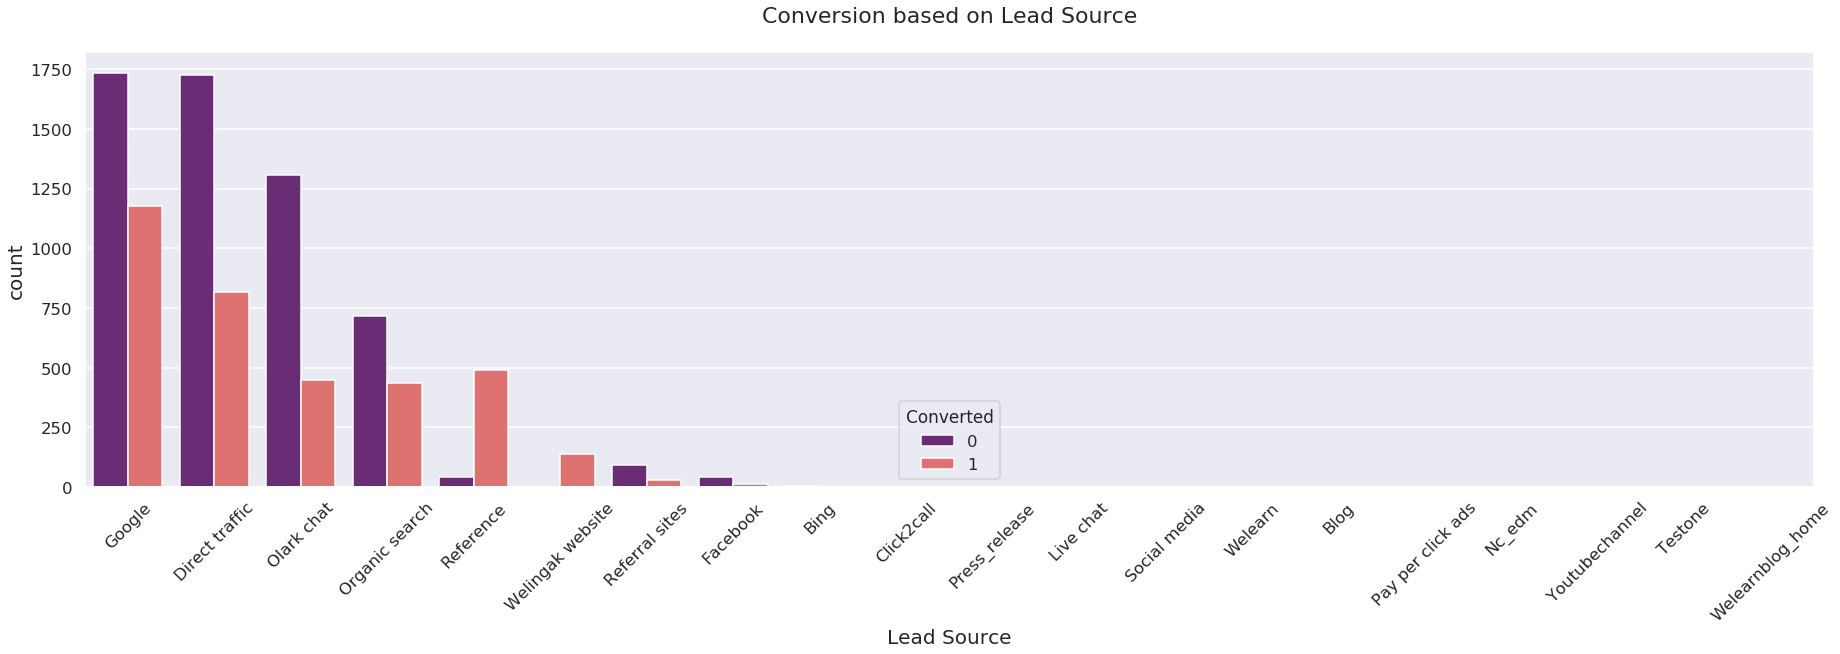 Conversion based on Lead Source
count
1750
1500
1250
1000
750
500
250
0
Converted
0
1
Google
Direct traffic
Olark chat
Organic search
Reference
Welingak website
Referral sites
Facebook
Bing
Click2call
Press_release
Live chat
Social media
Welearn
Blog
Pay per click ads
Nc_edm
Youtubechannel
Testone
Welearnblog_home
Lead Source